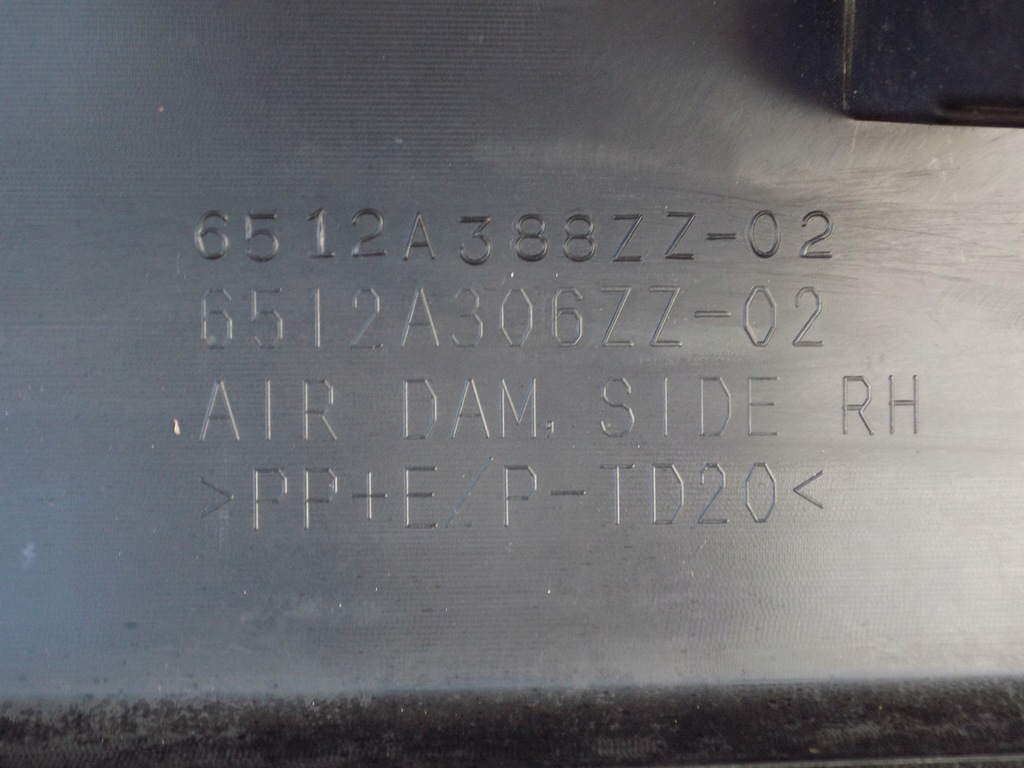 6512A388ZZ-02
6512A306ZZ-02
AIR DAM, SIDE RH
>PP+E/P-TD20<